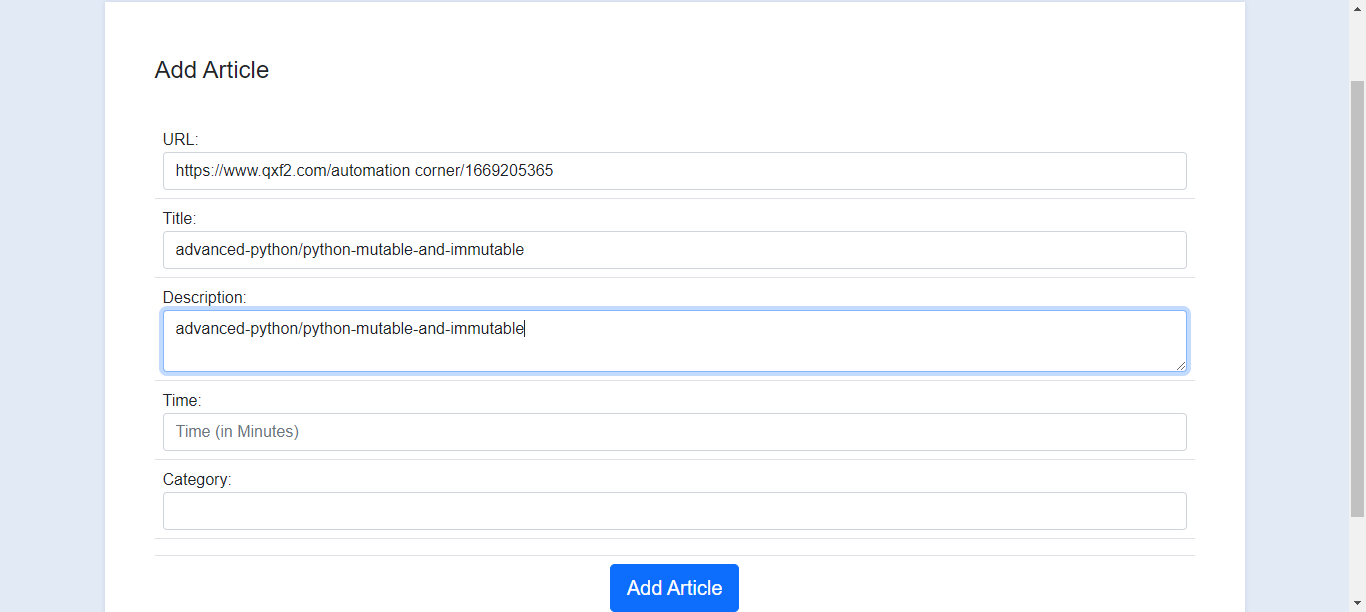 Add Article
URL:
https://www.qxf2.com/automation corner/1669205365
Title:
advanced-python/python-mutable-and-immutable
Description:
advanced-python/python-mutable-and-immutable
Time:
Time (in Minutes)
Category:
Add Article